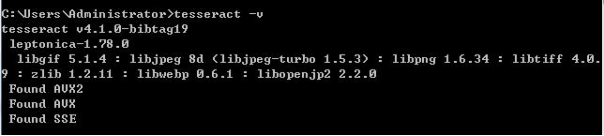 C:\Users\Administrator>tesseract -v
tesseract v4.1.0-bibtag19
 leptonica-1.78.0
  libgif 5.1.4 : libjpeg 8d (libjpeg-turbo 1.5.3) : libpng 1.6.34 : libtiff 4.0.
9 : zlib 1.2.11 : libwebp 0.6.1 : libopenjp2 2.2.0
 Found AVX2
 Found AVX
 Found SSE